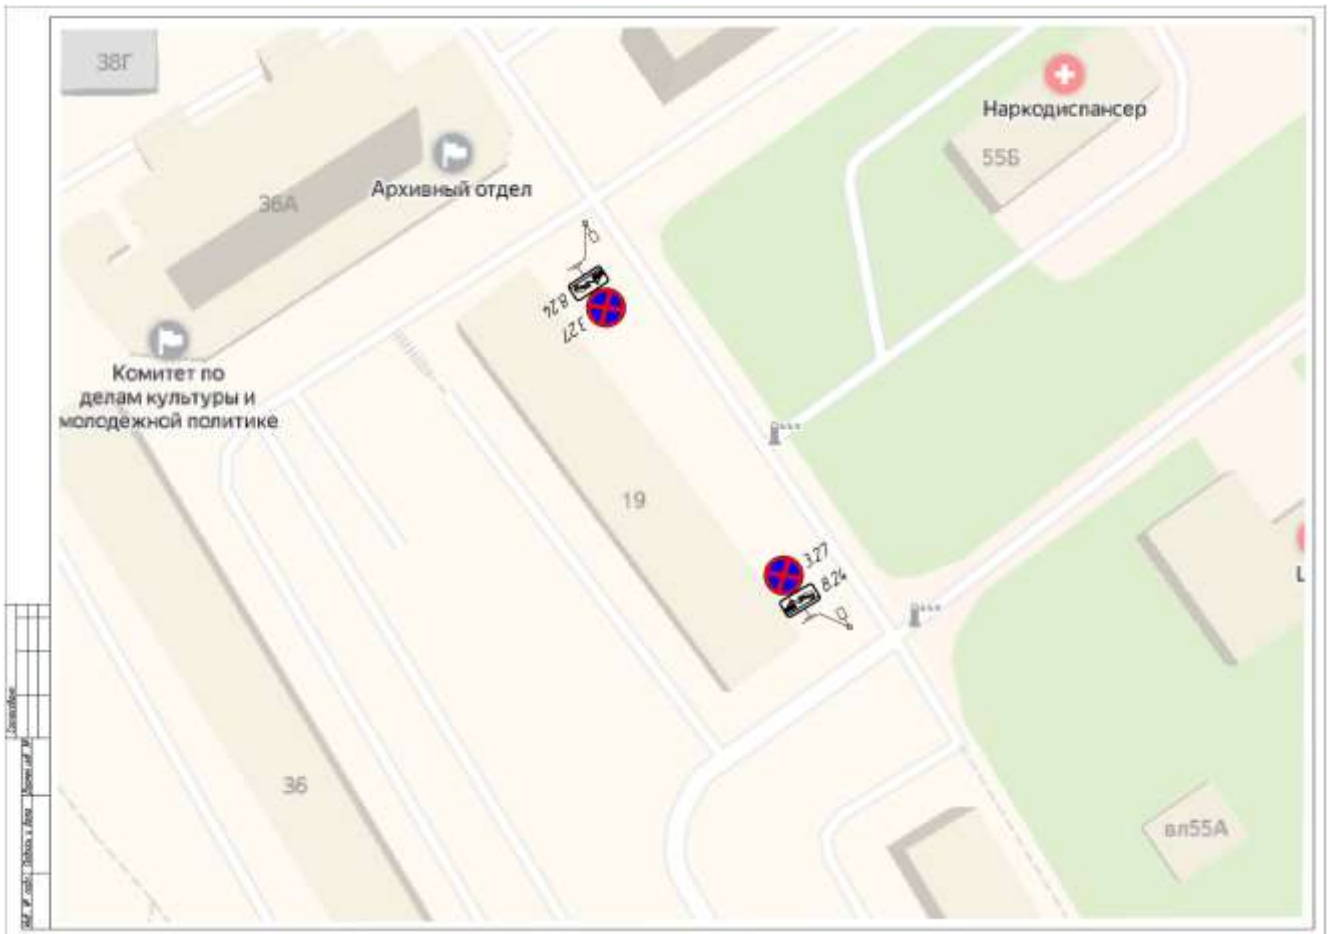 38Г
Наркодиспансер
55Б
Архивный отдел
36А
8.24
3.27
Комитет по
делам культуры и
молодёжной политике
19
3.27
8.24
36
вл55А